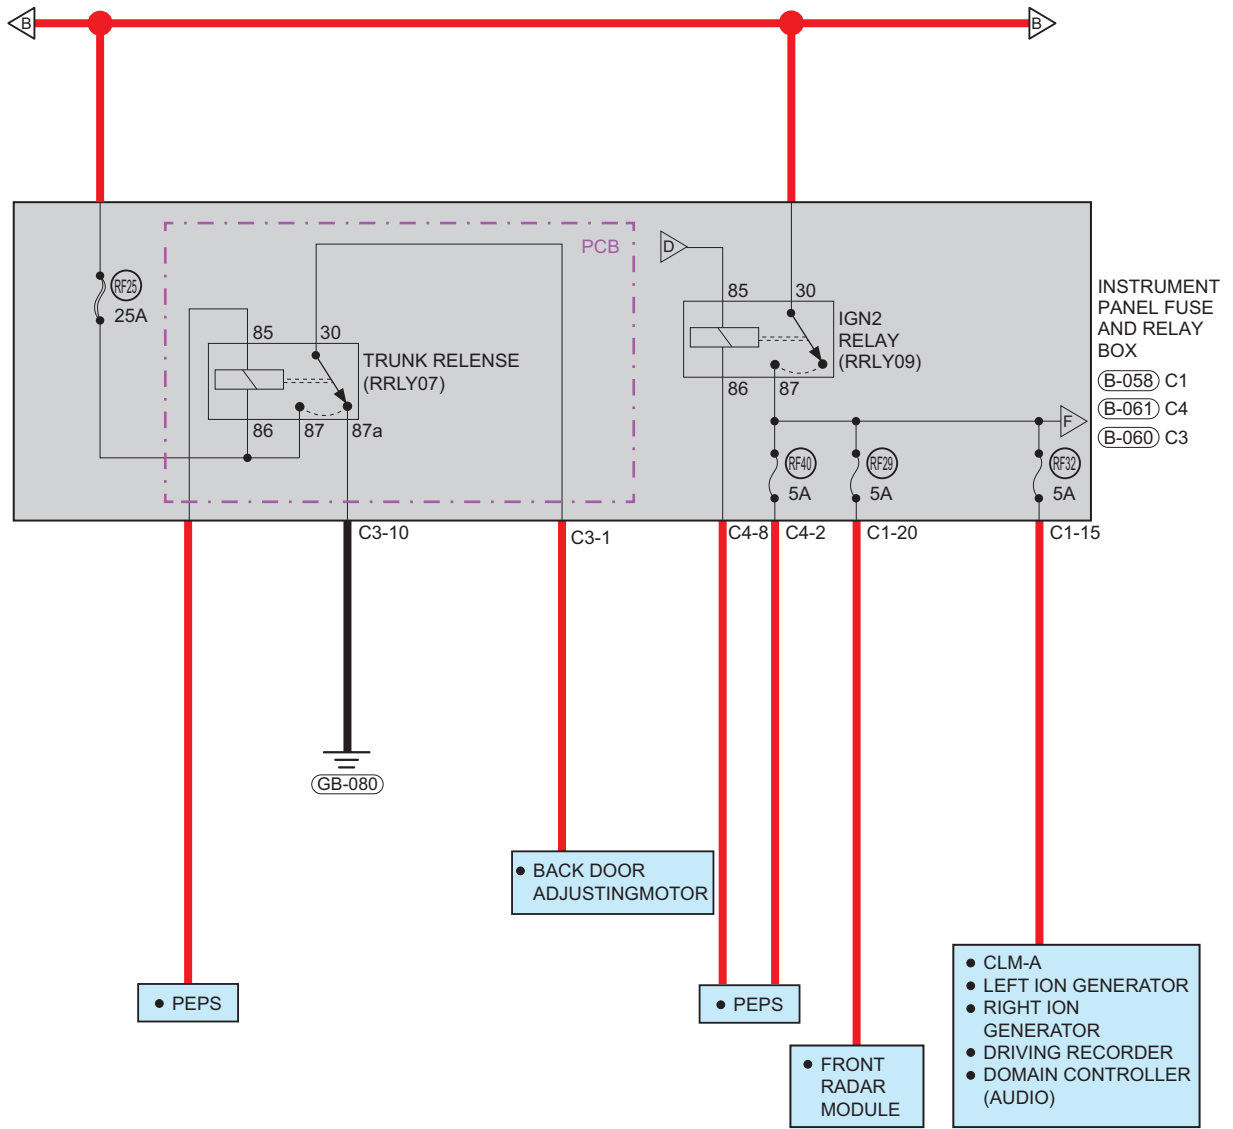 B
B
PCB
D
RF25
25A
85
30
TRUNK RELENSE
(RRLY07)
86
87
87a
85
30
IGN2
RELAY
(RRLY09)
86
87
F
RF40
5A
RF29
5A
RF32
5A
INSTRUMENT
PANEL FUSE
AND RELAY
BOX
B-058 C1
B-061 C4
B-060 C3
C3-10
C3-1
C4-8
C4-2
C1-20
C1-15
GB-080
● BACK DOOR
ADJUSTINGMOTOR
● PEPS
● PEPS
● FRONT
RADAR
MODULE
● CLM-A
● LEFT ION GENERATOR
● RIGHT ION
GENERATOR
● DRIVING RECORDER
● DOMAIN CONTROLLER
(AUDIO)